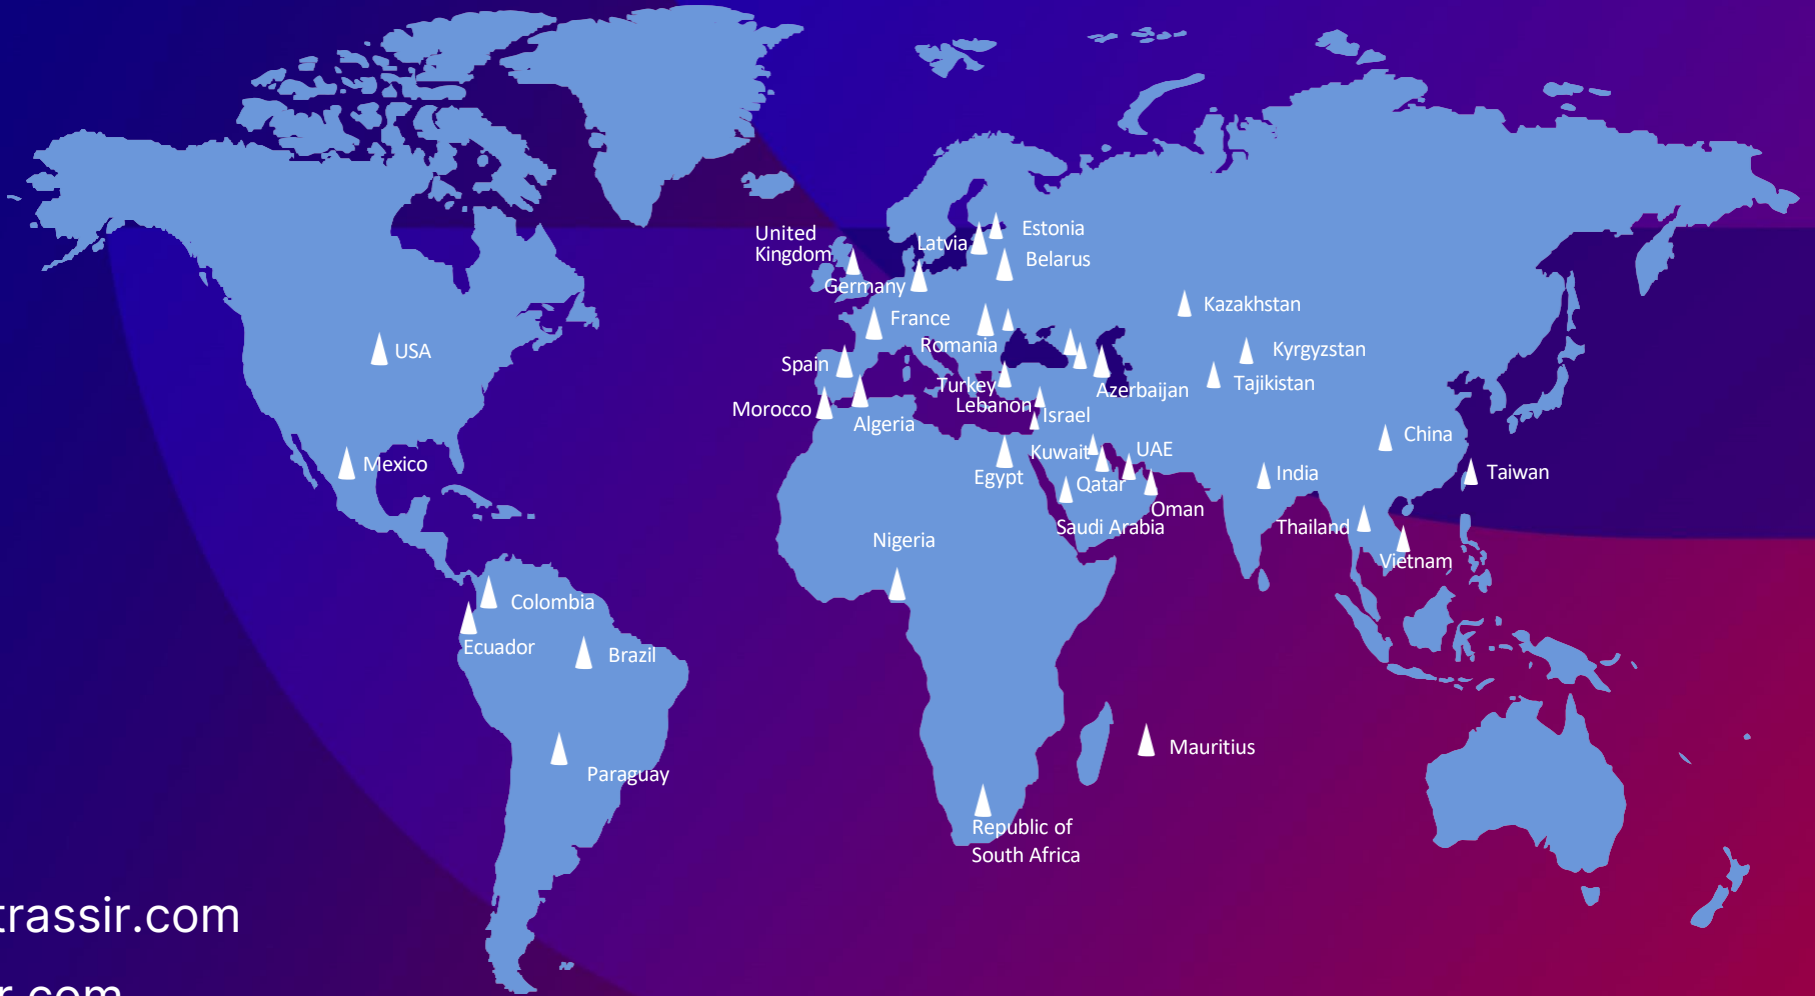 United
Kingdom
Latvia
Estonia
Belarus
Germany
France
Romania
Kazakhstan
Kyrgyzstan
Tajikistan
USA
Spain
Turkey
Azerbaijan
Lebanon
Israel
Morocco
Algeria
China
Mexico
Kuwait
UAE
Egypt
Qatar
India
Taiwan
Oman
Saudi Arabia
Thailand
Nigeria
Vietnam
Colombia
Ecuador
Brazil
Mauritius
Paraguay
Republic of
South Africa
trassir.com
r.com